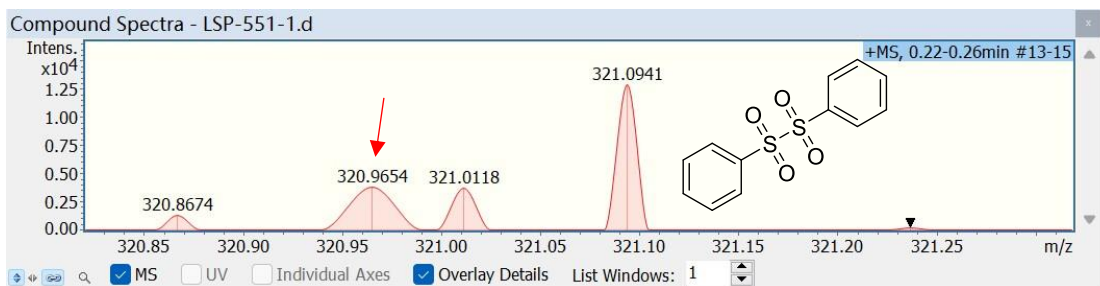 Compound Spectra - LSP-551-1.d
x
Intens.
x10⁴
+MS, 0.22-0.26min #13-15
1.25
1.00
0.75
0.50
0.25
0.00
320.8674
320.9654
321.0118
321.0941
O O
S
S
O O
320.85 320.90 320.95 321.00 321.05 321.10 321.15 321.20 321.25 m/z
MS UV Individual Axes Overlay Details List Windows: 1